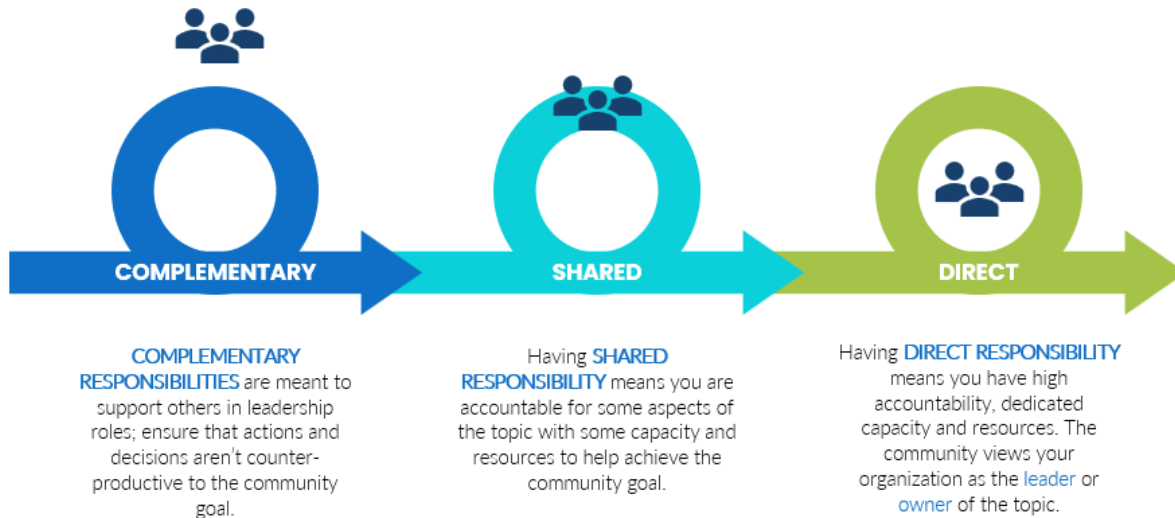 COMPLEMENTARY
SHARED
DIRECT
COMPLEMENTARY
RESPONSIBILITIES are meant to
support others in leadership
roles; ensure that actions and
decisions aren't counter-
productive to the community
goal.
Having SHARED
RESPONSIBILITY means you are
accountable for some aspects of
the topic with some capacity and
resources to help achieve the
community goal.
Having DIRECT RESPONSIBILITY
means you have high
accountability, dedicated
capacity and resources. The
community views your
organization as the leader or
owner of the topic.